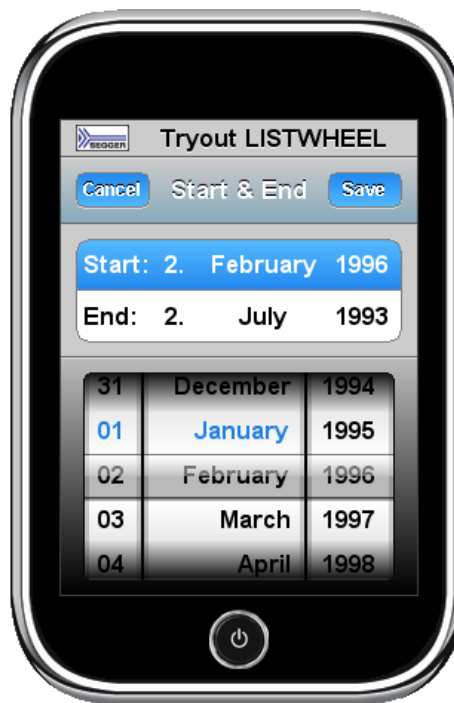 SEGGER Tryout LISTWHEEL
Cancel Start & End Save
Start: 2. February 1996
End: 2. July 1993
31 December 1994
01 January 1995
02 February 1996
03 March 1997
04 April 1998